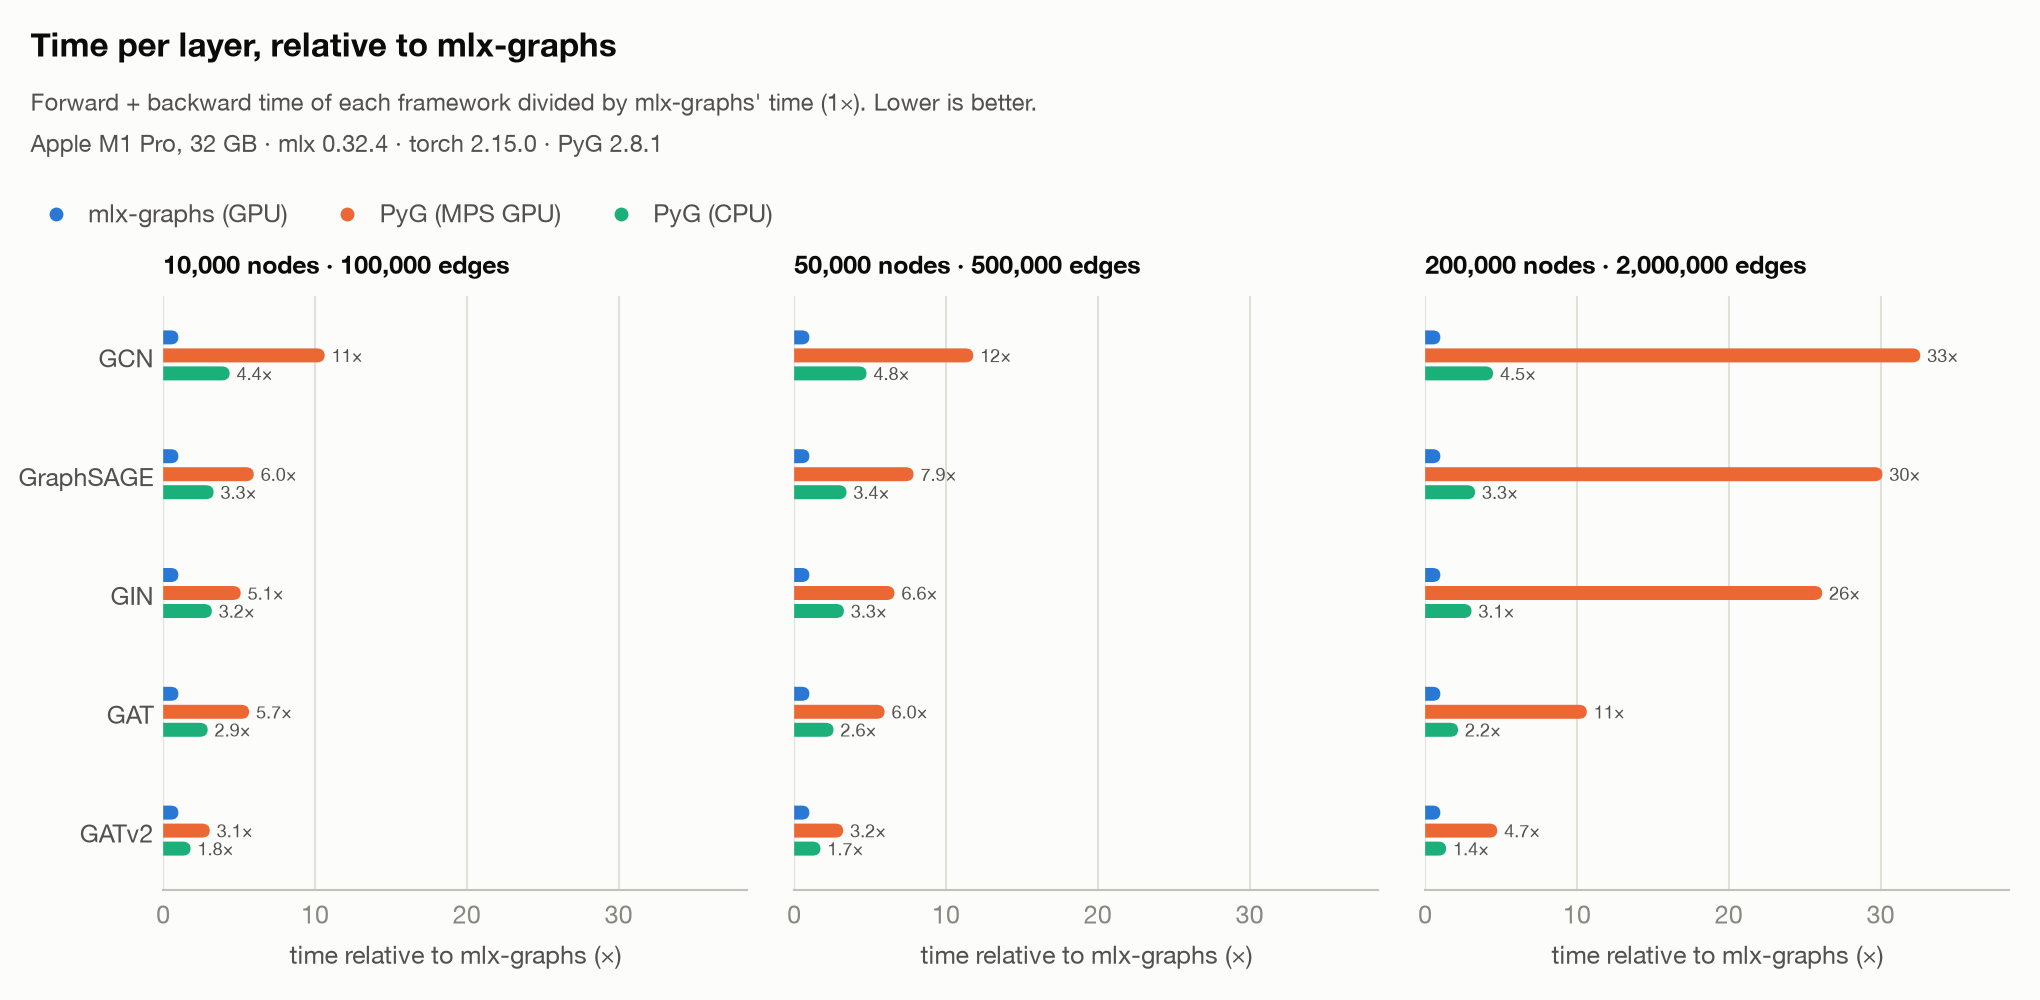 Time per layer, relative to mlx-graphs
Forward + backward time of each framework divided by mlx-graphs' time (1×). Lower is better.
Apple M1 Pro, 32 GB · mlx 0.32.4 · torch 2.15.0 · PyG 2.8.1
mlx-graphs (GPU) PyG (MPS GPU) PyG (CPU)
10,000 nodes · 100,000 edges
GCN
11×
4.4×
GraphSAGE
6.0×
3.3×
GIN
5.1×
3.2×
GAT
5.7×
2.9×
GATv2
3.1×
1.8×
0 10 20 30
time relative to mlx-graphs (×)
50,000 nodes · 500,000 edges
12×
4.8×
7.9×
3.4×
6.6×
3.3×
6.0×
2.6×
3.2×
1.7×
0 10 20 30
time relative to mlx-graphs (×)
200,000 nodes · 2,000,000 edges
33×
4.5×
30×
3.3×
26×
3.1×
11×
2.2×
4.7×
1.4×
0 10 20 30
time relative to mlx-graphs (×)